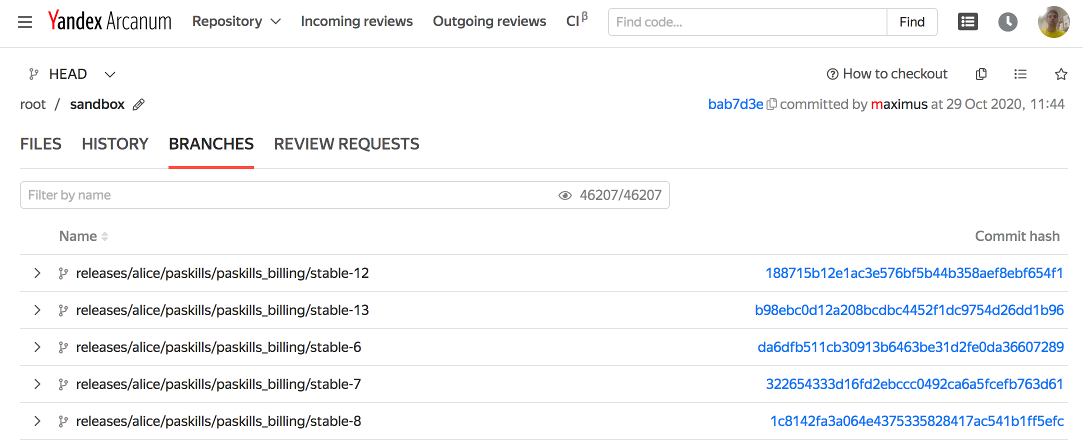 Yandex Arcanum Repository Incoming reviews Outgoing reviews CI β Find code... Find
HEAD How to checkout
root / sandbox bab7d3e committed by maximus at 29 Oct 2020, 11:44
FILES HISTORY BRANCHES REVIEW REQUESTS
Filter by name 46207/46207
Name Commit hash
releases/alice/paskills/paskills_billing/stable-12 188715b12e1ac3e576bf5b44b358aef8ebf654f1
releases/alice/paskills/paskills_billing/stable-13 b98ebc0d12a208bcdbc4452f1dc9754d26dd1b96
releases/alice/paskills/paskills_billing/stable-6 da6dfb511cb30913b6463be31d2fe0da36607289
releases/alice/paskills/paskills_billing/stable-7 322654333d16fd2ebccc0492ca6a5fcefb763d61
releases/alice/paskills/paskills_billing/stable-8 1c8142fa3a064e4375335828417ac541b1ff5efc